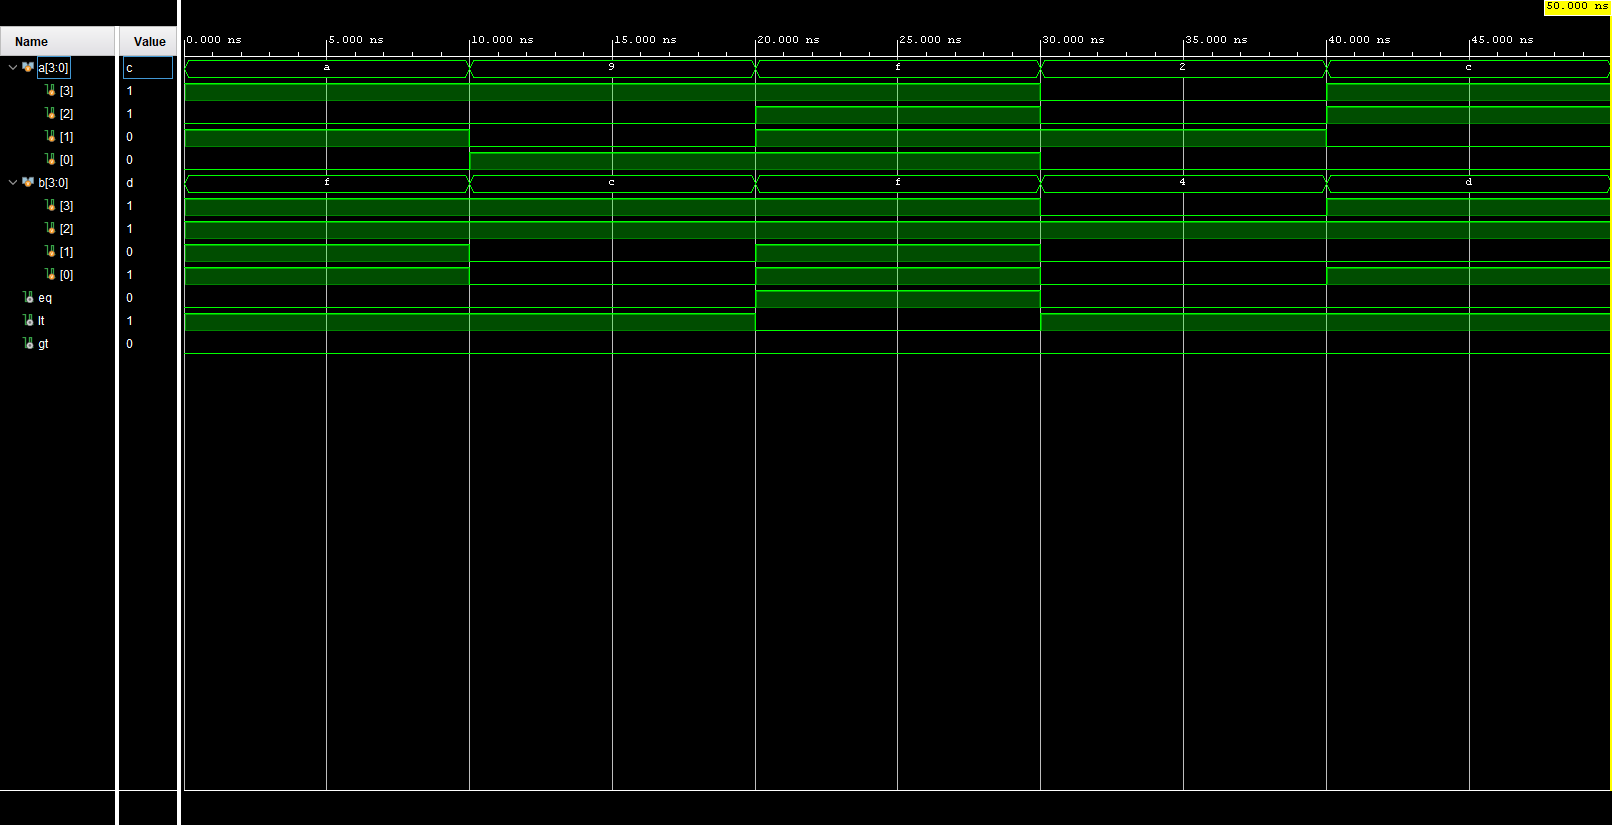 50.000 ns
Name Value 0.000 ns 5.000 ns 10.000 ns 15.000 ns 20.000 ns 25.000 ns 30.000 ns 35.000 ns 40.000 ns 45.000 ns
a[3:0] c a 9 f 2 c
[3] 1
[2] 1
[1] 0
[0] 0
b[3:0] d f c f 4 d
[3] 1
[2] 1
[1] 0
[0] 1
eq 0
lt 1
gt 0